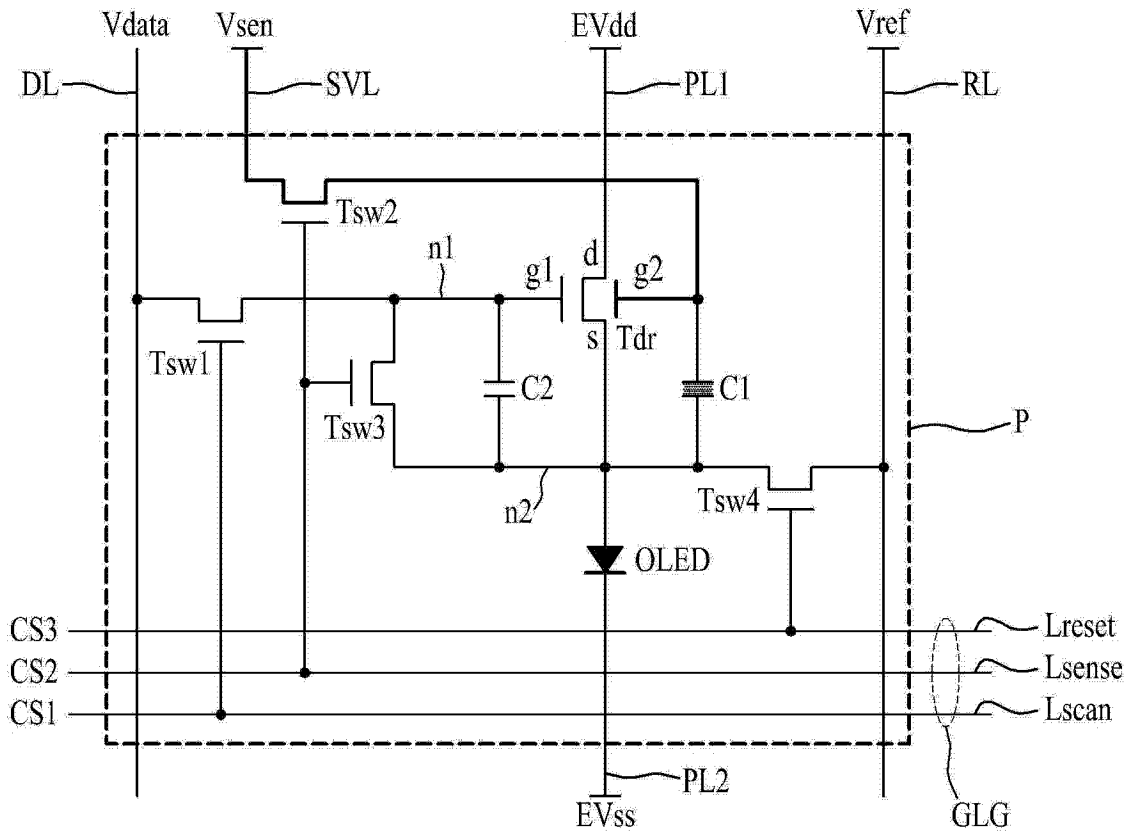 Vdata
Vsen
EVdd
Vref
DL
SVL
PL1
RL
Tsw2
n1
g1
d
g2
s
Tdr
Tsw1
Tsw3
C2
C1
P
n2
Tsw4
OLED
CS3
Lreset
CS2
Lsense
CS1
Lscan
PL2
EVss
GLG